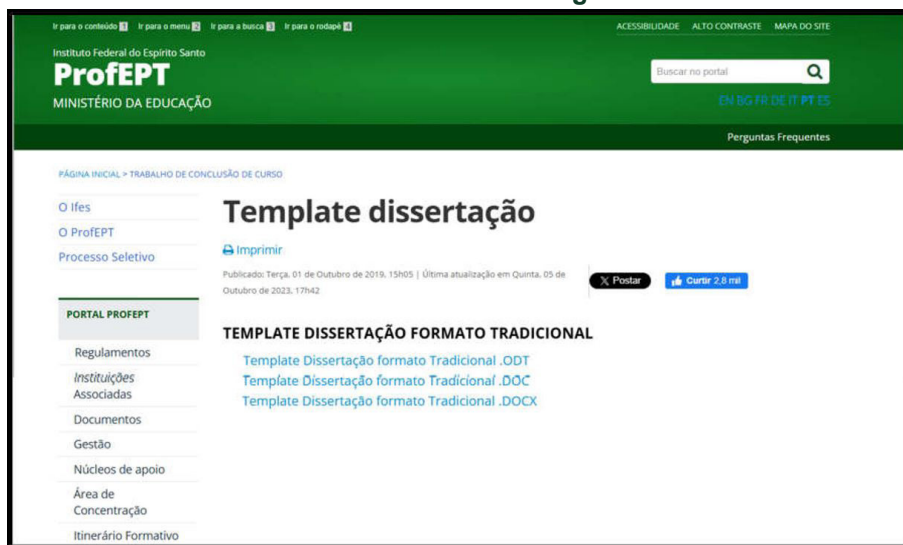 Ir para o conteúdo 1 Ir para o menu 2 Ir para a busca 3 Ir para o rodapé 4
ACESSIBILIDADE ALTO CONTRASTE MAPA DO SITE
Instituto Federal do Espírito Santo
ProfEPT
MINISTÉRIO DA EDUCAÇÃO
Buscar no portal
EN BG FR DE IT PT ES
Perguntas Frequentes
PÁGINA INICIAL > TRABALHO DE CONCLUSÃO DE CURSO
O Ifes
O ProfEPT
Processo Seletivo
PORTAL PROFEPT
Regulamentos
Instituições
Associadas
Documentos
Gestão
Núcleos de apoio
Área de
Concentração
Itinerário Formativo
Template dissertação
Imprimir
Publicado: Terça, 01 de Outubro de 2019, 15h05 | Última atualização em Quinta, 05 de
Outubro de 2023, 17h42
X Postar
Curtir 2,8 mil
TEMPLATE DISSERTAÇÃO FORMATO TRADICIONAL
Template Dissertação formato Tradicional .ODT
Template Dissertação formato Tradicional .DOC
Template Dissertação formato Tradicional .DOCX